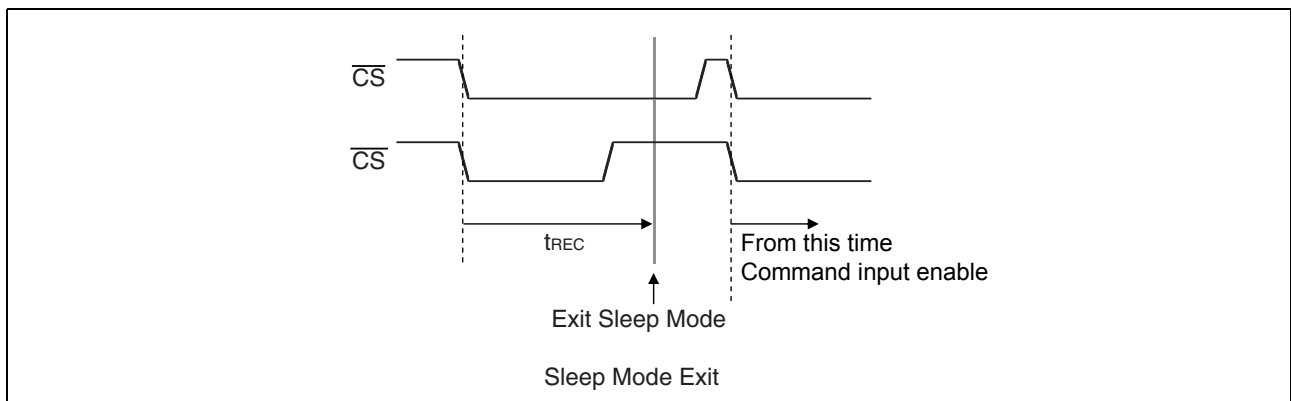 CS
CS
tREC
From this time
Command input enable
Exit Sleep Mode
Sleep Mode Exit